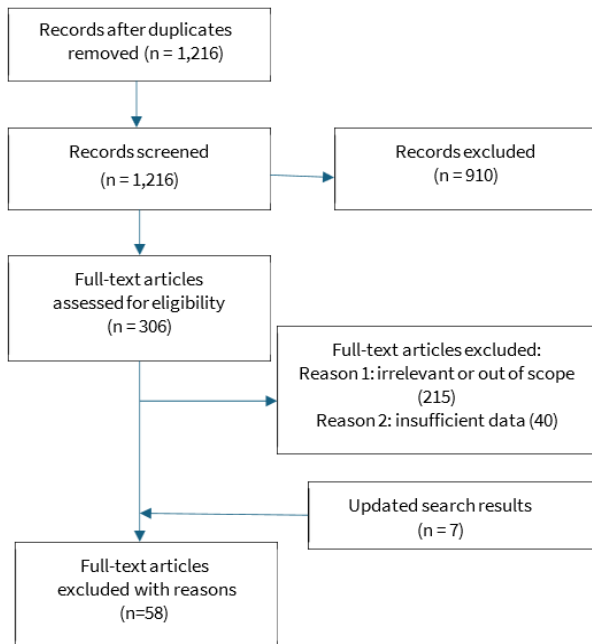 Records after duplicates
removed (n = 1,216)
Records screened
(n = 1,216)
Records excluded
(n = 910)
Full-text articles
assessed for eligibility
(n = 306)
Full-text articles excluded:
Reason 1: irrelevant or out of scope
(215)
Reason 2: insufficient data (40)
Updated search results
(n = 7)
Full-text articles
excluded with reasons
(n=58)